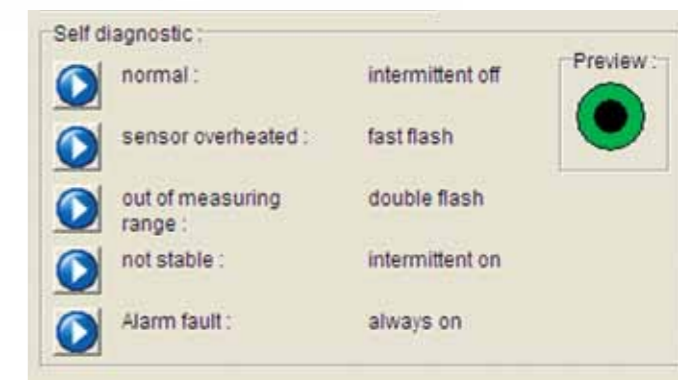 Self diagnostic :
Preview :
normal : intermittent off
sensor overheated : fast flash
out of measuring range : double flash
not stable : intermittent on
Alarm fault : always on